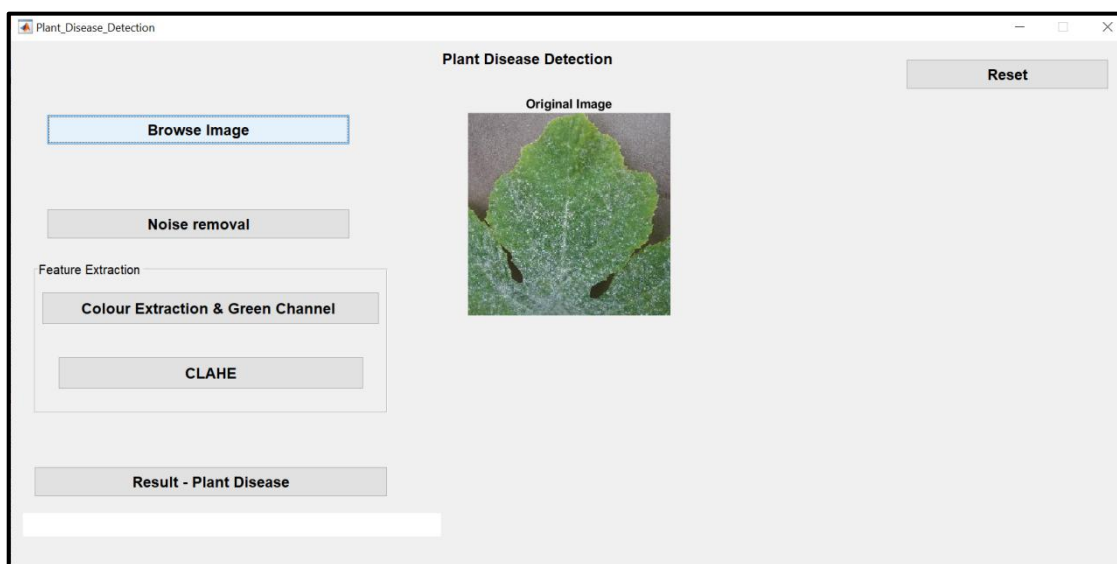 Plant_Disease_Detection
Plant Disease Detection
Reset
Original Image
Browse Image
Noise removal
Feature Extraction
Colour Extraction & Green Channel
CLAHE
Result - Plant Disease